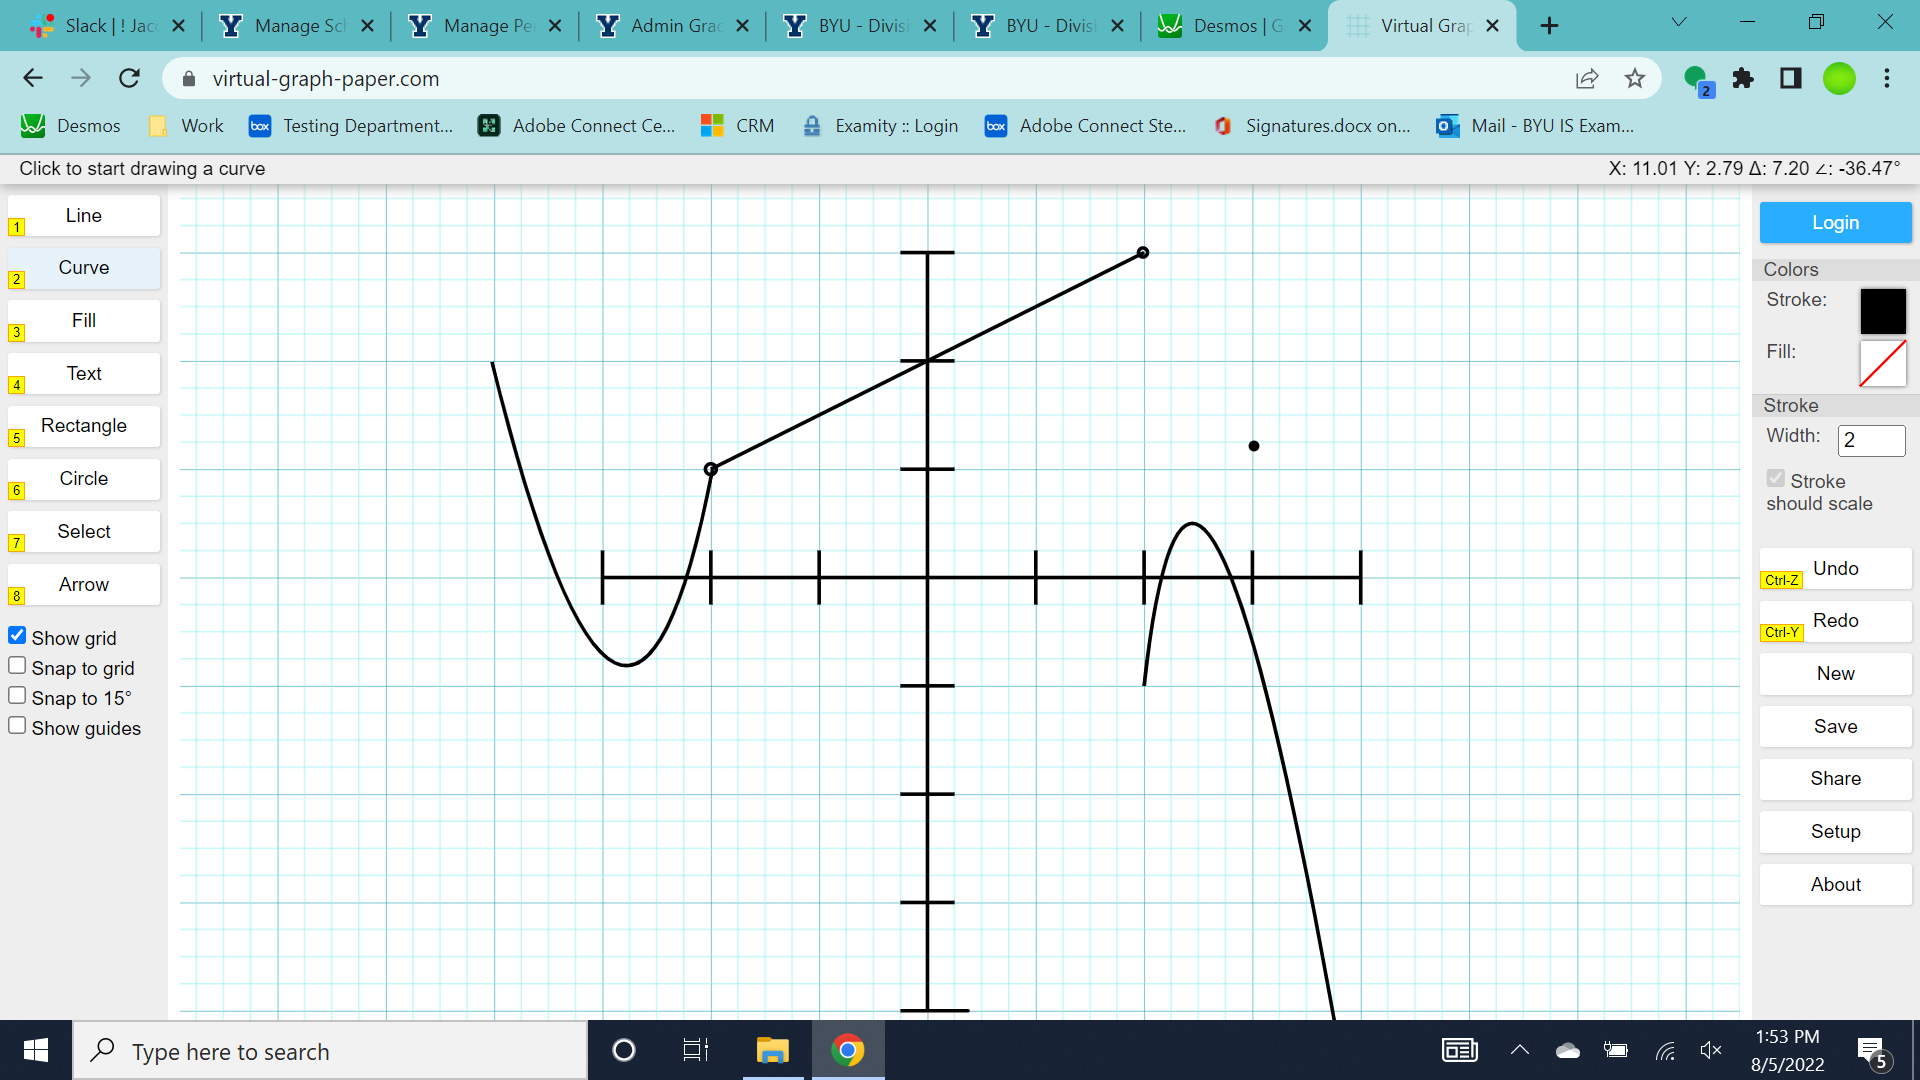 Slack | ! Jac
Manage Sc
Manage Pe
Admin Grac
BYU - Divisi
BYU - Divisi
Desmos | G
Virtual Grap
virtual-graph-paper.com
2
Desmos
Work
box
Testing Department...
Adobe Connect Ce...
CRM
Examity :: Login
box
Adobe Connect Ste...
Signatures.docx on...
Mail - BYU IS Exam...
Click to start drawing a curve
X: 11.01 Y: 2.79 Δ: 7.20 ∠: -36.47°
Line
1
Curve
2
Fill
3
Text
4
Rectangle
5
Circle
6
Select
7
Arrow
8
Show grid
Snap to grid
Snap to 15°
Show guides
Login
Colors
Stroke:
Fill:
Stroke
Width: 2
Stroke
should scale
Undo
Ctrl-Z
Redo
Ctrl-Y
New
Save
Share
Setup
About
Type here to search
1:53 PM
8/5/2022
5